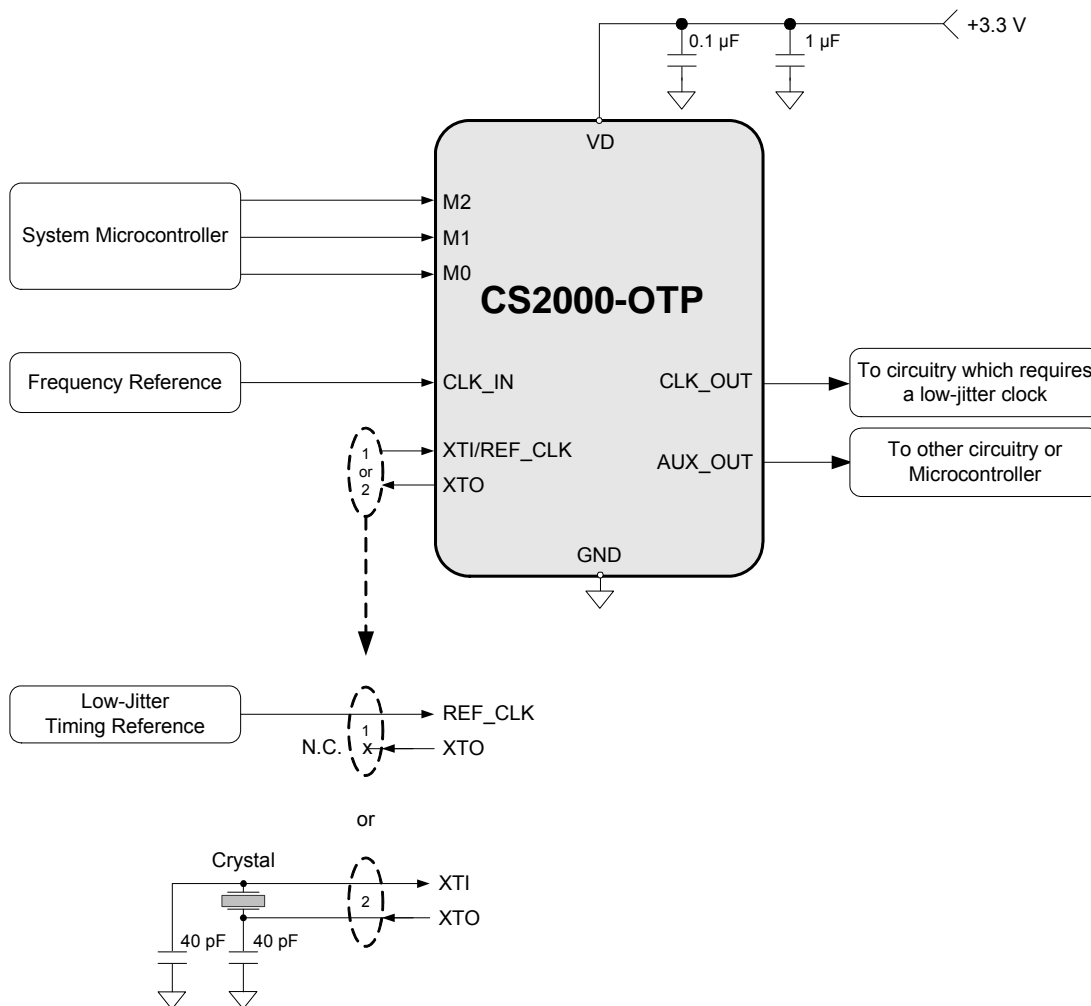 +3.3 V
0.1 µF
1 µF
VD
System Microcontroller
M2
M1
M0
CS2000-OTP
Frequency Reference
CLK_IN
CLK_OUT
To circuitry which requires
a low-jitter clock
1
or
2
XTI/REF_CLK
XTO
AUX_OUT
To other circuitry or
Microcontroller
GND
Low-Jitter
Timing Reference
REF_CLK
1
N.C.
x
XTO
or
Crystal
XTI
2
XTO
40 pF
40 pF